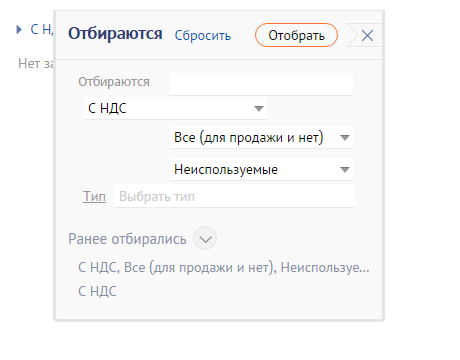 Отбираются Сбросить Отобрать
С НД
Нет за
Отбираются
С НДС
Все (для продажи и нет)
Неиспользуемые
Тип Выбрать тип
Ранее отбирались
С НДС, Все (для продажи и нет), Неиспользуе...
С НДС